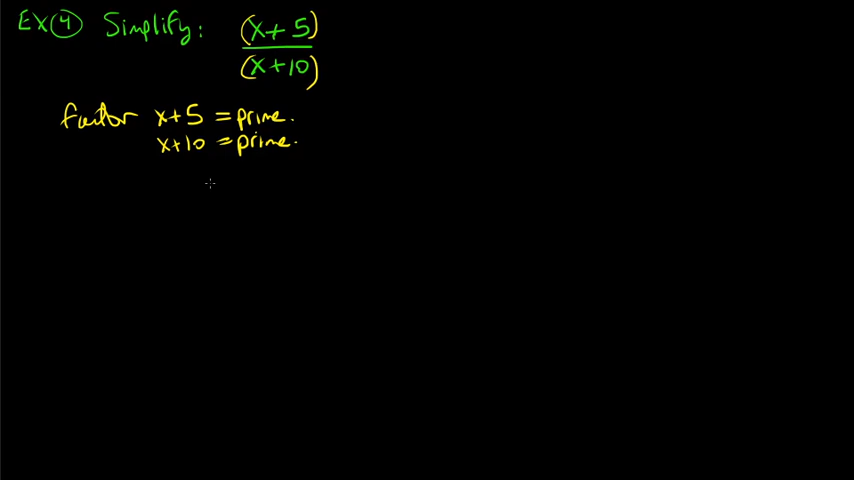 EX④ Simplify: (x+5)/(x+10)
factor x+5 = prime.
x+10 = prime.